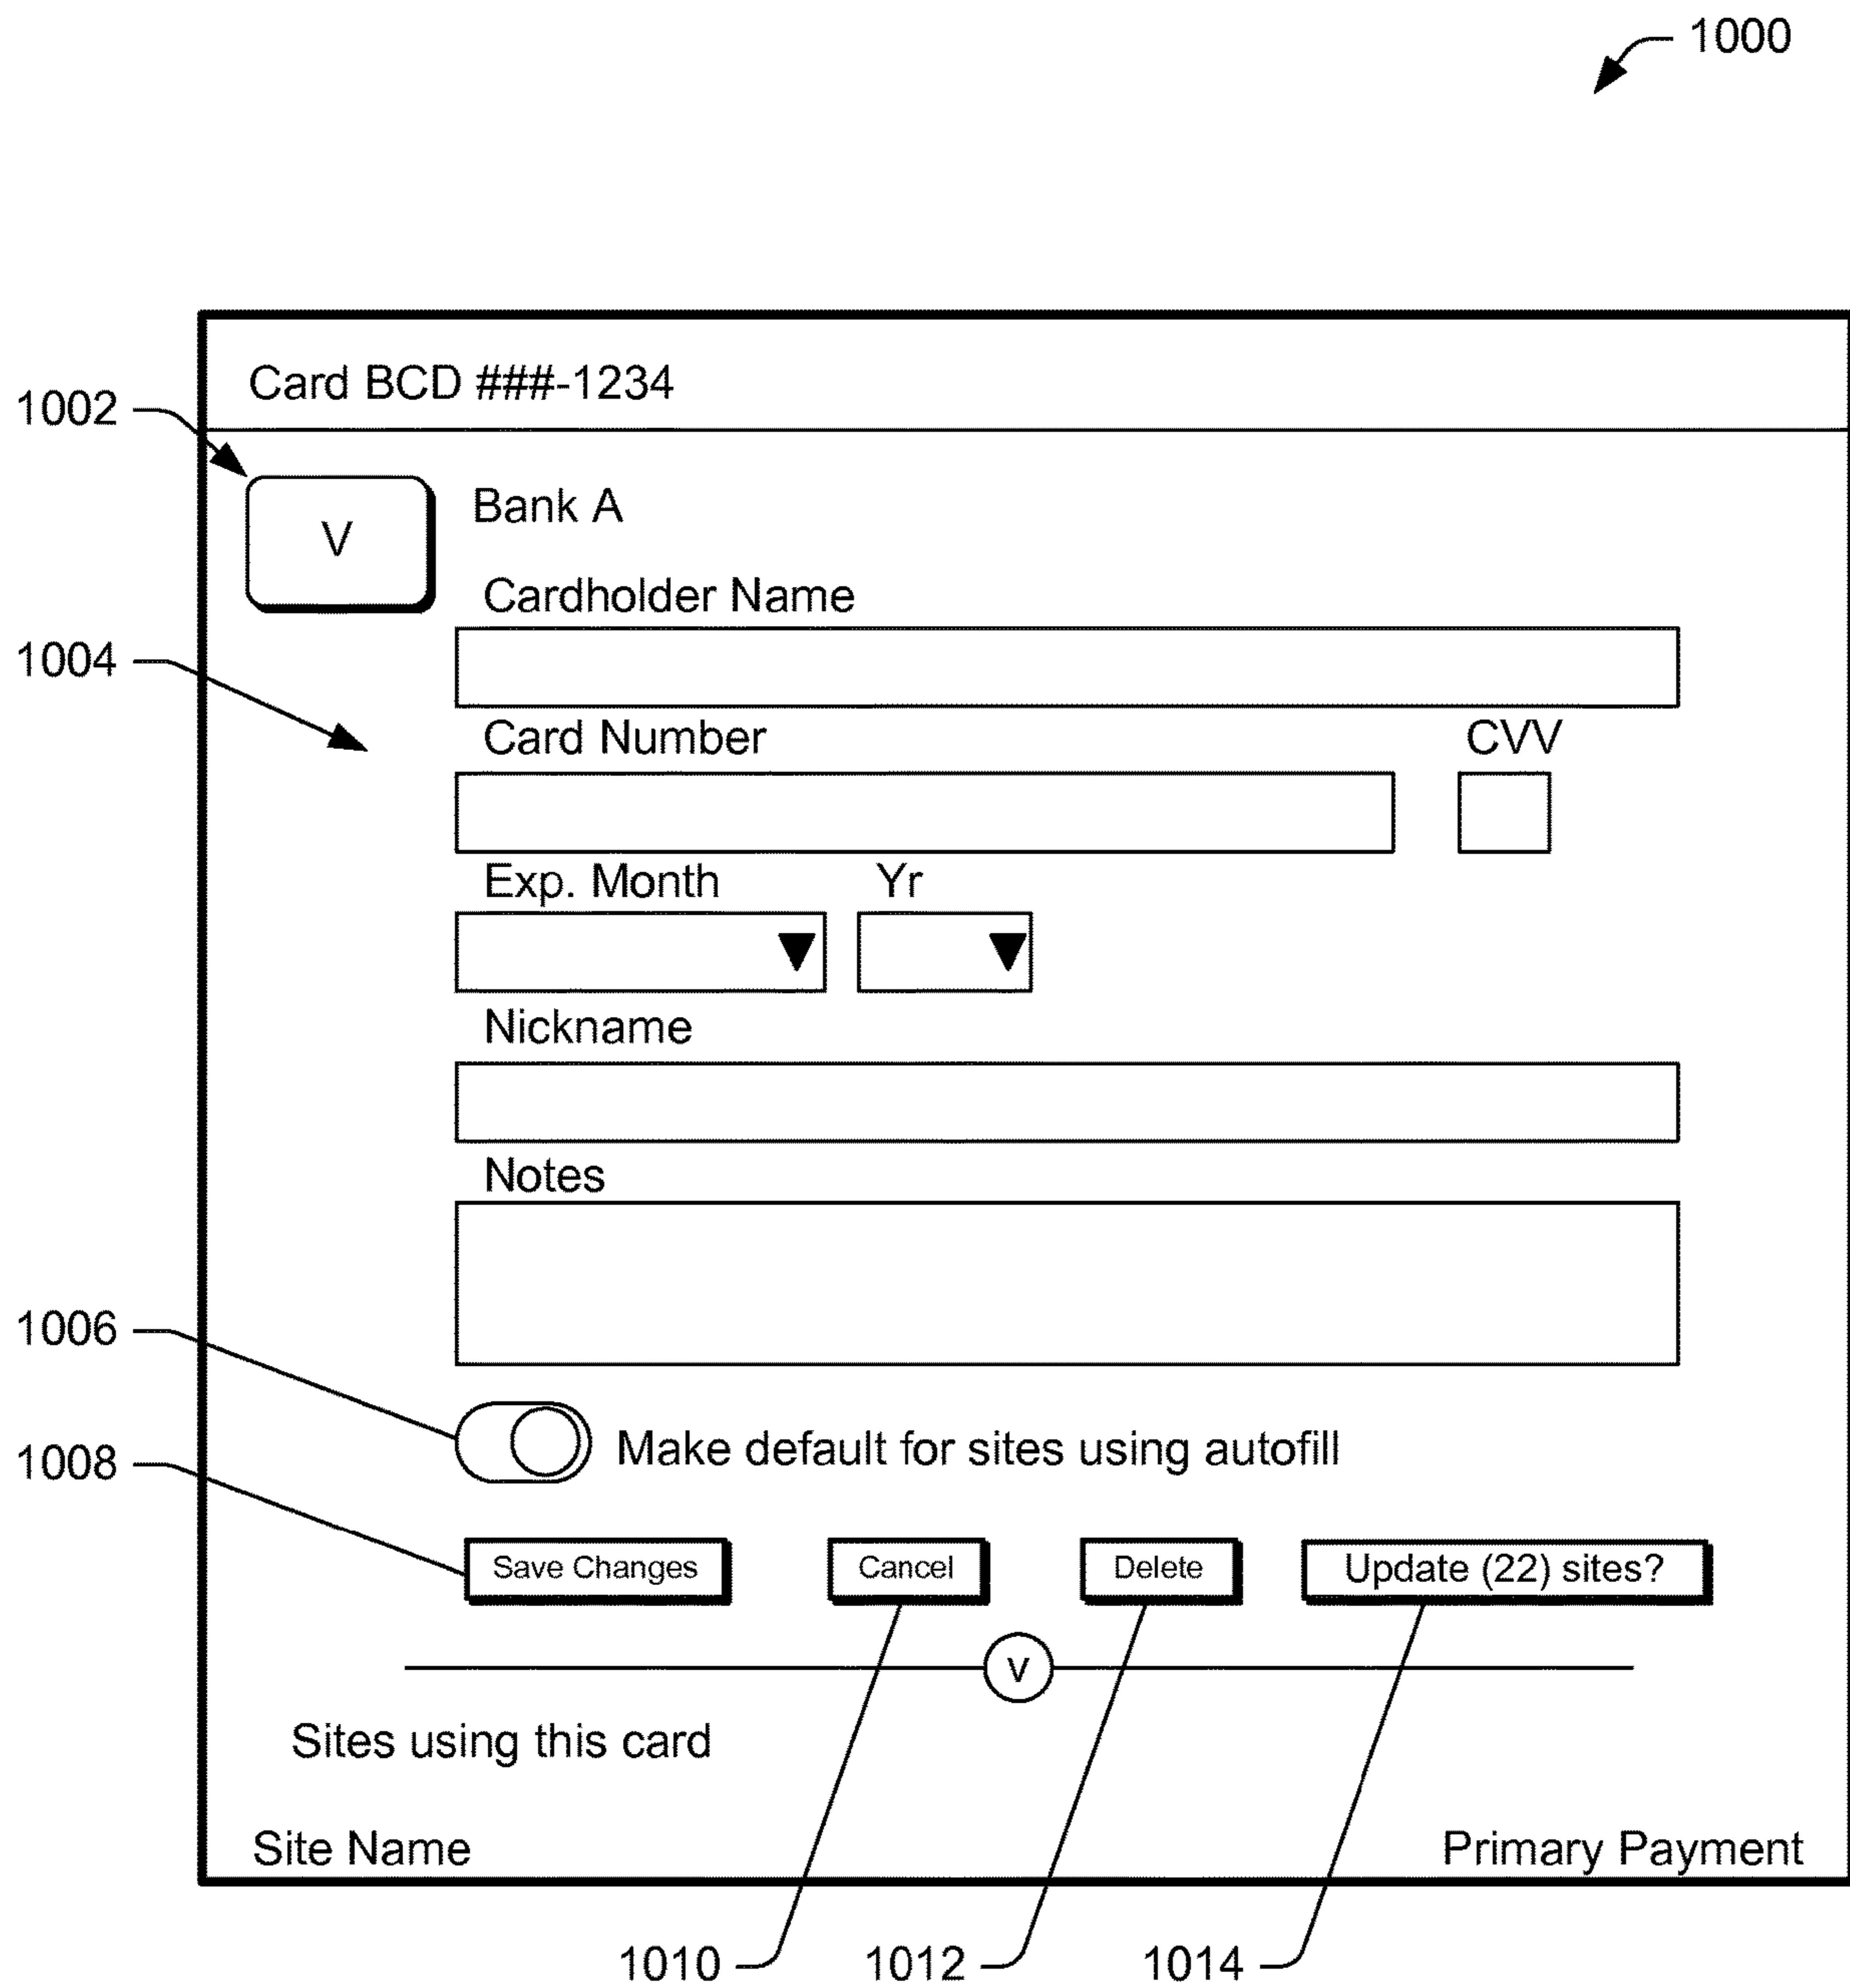 1000
Card BCD ###-1234
1002
V
Bank A
Cardholder Name
1004
Card Number CVV
Exp. Month Yr
Nickname
Notes
1006
Make default for sites using autofill
1008
Save Changes Cancel Delete Update (22) sites?
v
Sites using this card
Site Name Primary Payment
1010 1012 1014